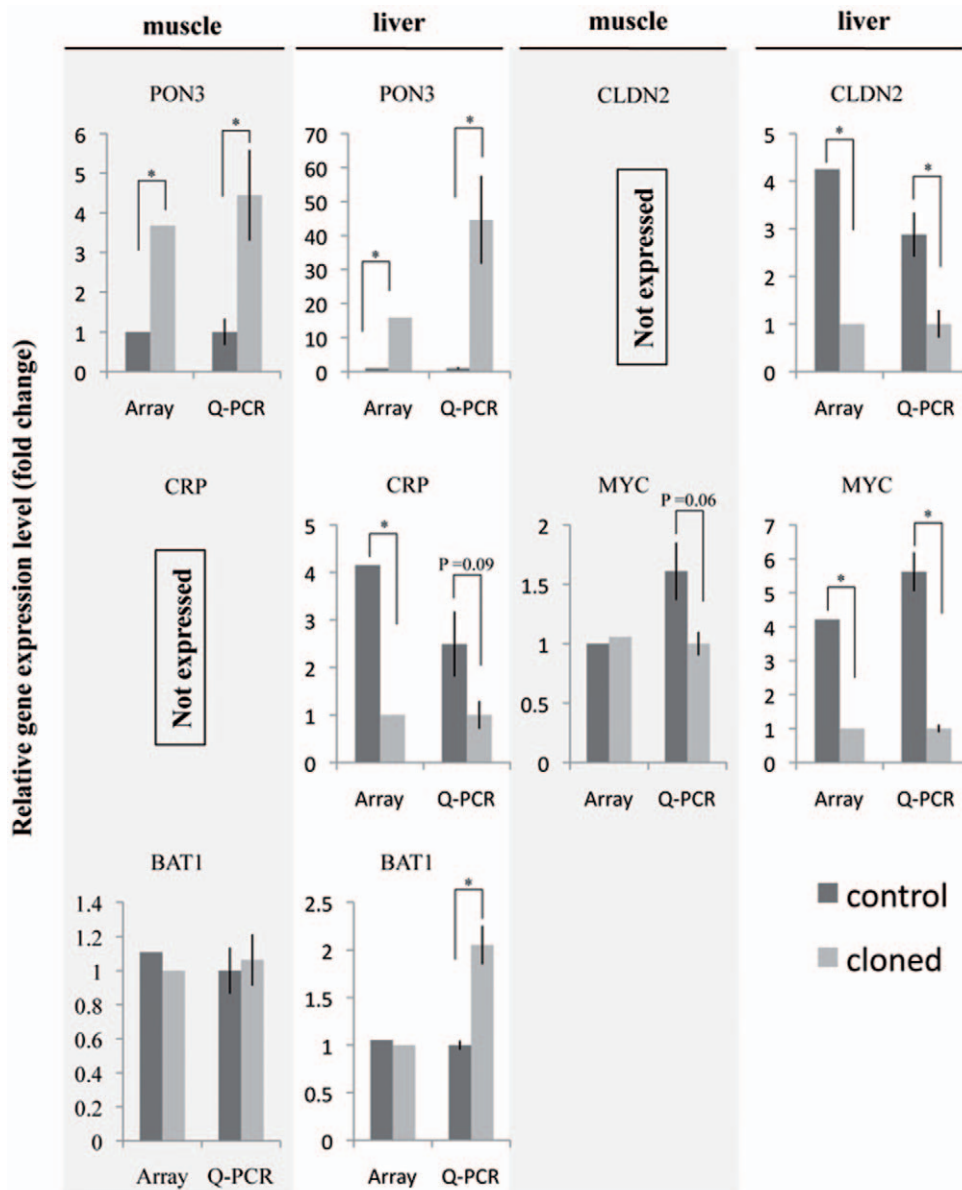 muscle liver muscle liver
Relative gene expression level (fold change)
PON3
6
5
4
3
2
1
0
*
*
Array Q-PCR
PON3
70
60
50
40
30
20
10
0
*
*
Array Q-PCR
CLDN2
Not expressed
CLDN2
5
4
3
2
1
0
*
*
Array Q-PCR
CRP
Not expressed
CRP
5
4
3
2
1
0
*
P =0.09
Array Q-PCR
MYC
2
1.5
1
0.5
0
P =0.06
Array Q-PCR
MYC
7
6
5
4
3
2
1
0
*
*
Array Q-PCR
BAT1
1.4
1.2
1
0.8
0.6
0.4
0.2
0
Array Q-PCR
BAT1
2.5
2
1.5
1
0.5
0
*
Array Q-PCR
control
cloned